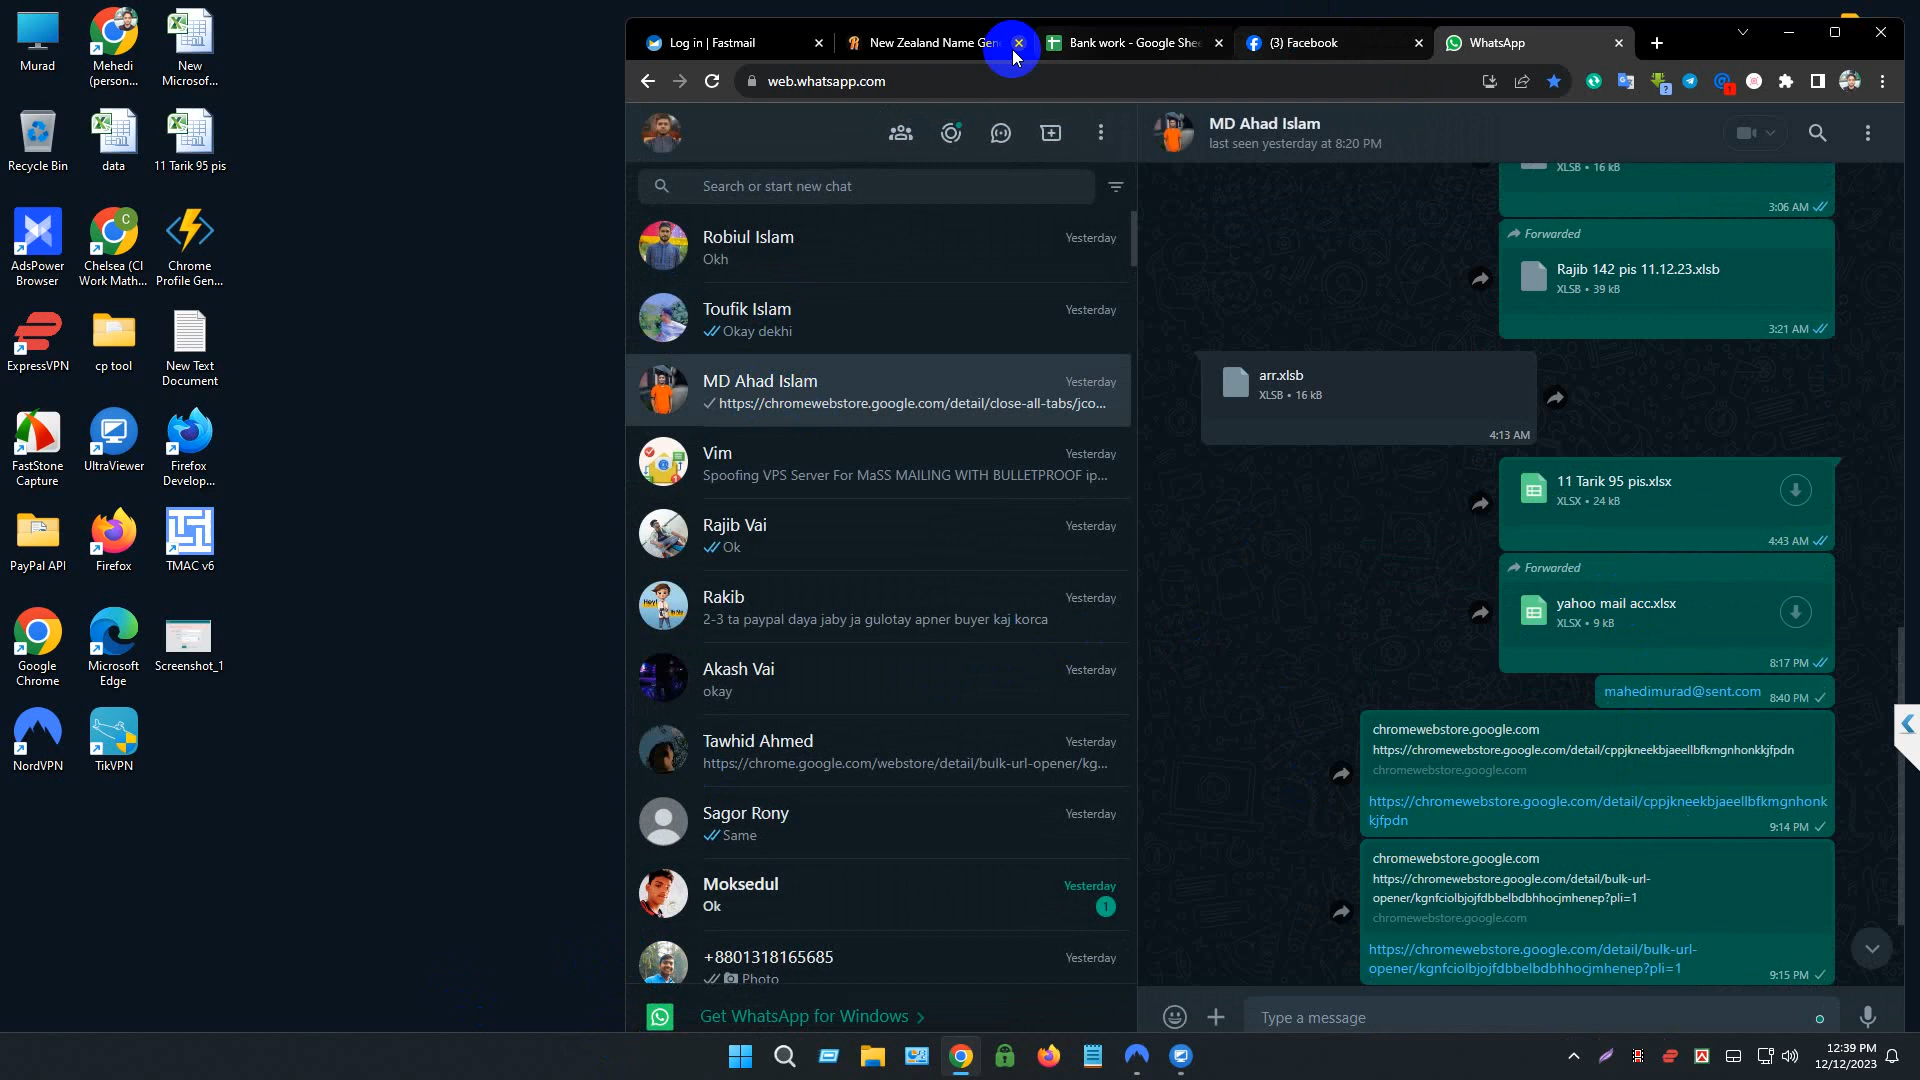 Murad
Mehedi
(person...
New
Microsof...
Recycle Bin
data
11 Tarik 95 pis
AdsPower
Browser
Chelsea (Cl
Work Math...
Chrome
Profile Gen...
ExpressVPN
cp tool
New Text
Document
FastStone
Capture
UltraViewer
Firefox
Develop...
PayPal API
Firefox
TMAC v6
Google
Chrome
Microsoft
Edge
Screenshot_1
NordVPN
TikVPN
Log in | Fastmail
New Zealand Name Gen
Bank work - Google Shee
(3) Facebook
WhatsApp
web.whatsapp.com
Search or start new chat
Robiul Islam
Yesterday
Okh
Toufik Islam
Yesterday
Okay dekhi
MD Ahad Islam
Yesterday
https://chromewebstore.google.com/detail/close-all-tabs/jco...
Vim
Yesterday
Spoofing VPS Server For MaSS MAILING WITH BULLETPROOF ip...
Rajib Vai
Yesterday
Ok
Rakib
Yesterday
2-3 ta paypal daya jaby ja gulotay apner buyer kaj korca
Akash Vai
Yesterday
okay
Tawhid Ahmed
Yesterday
https://chrome.google.com/webstore/detail/bulk-url-opener/kg...
Sagor Rony
Yesterday
Same
Moksedul
Yesterday
Ok
1
+8801318165685
Yesterday
Photo
Get WhatsApp for Windows
MD Ahad Islam
last seen yesterday at 8:20 PM
XLSB • 16 kB
3:06 AM
Forwarded
Rajib 142 pis 11.12.23.xlsb
XLSB • 39 kB
3:21 AM
arr.xlsb
XLSB • 16 kB
4:13 AM
11 Tarik 95 pis.xlsx
XLSX • 24 kB
4:43 AM
Forwarded
yahoo mail acc.xlsx
XLSX • 9 kB
8:17 PM
mahedimurad@sent.com
8:40 PM
chromewebstore.google.com
https://chromewebstore.google.com/detail/cppjkneekbjaeellbfkmgnhonkkjfpdn
chromewebstore.google.com
https://chromewebstore.google.com/detail/cppjkneekbjaeellbfkmgnhonk
kjfpdn
9:14 PM
chromewebstore.google.com
https://chromewebstore.google.com/detail/bulk-url-
opener/kgnfciolbjojfdbbelbdbhhocjmhenep?pli=1
chromewebstore.google.com
https://chromewebstore.google.com/detail/bulk-url-
opener/kgnfciolbjojfdbbelbdbhhocjmhenep?pli=1
9:15 PM
Type a message
12:39 PM
12/12/2023